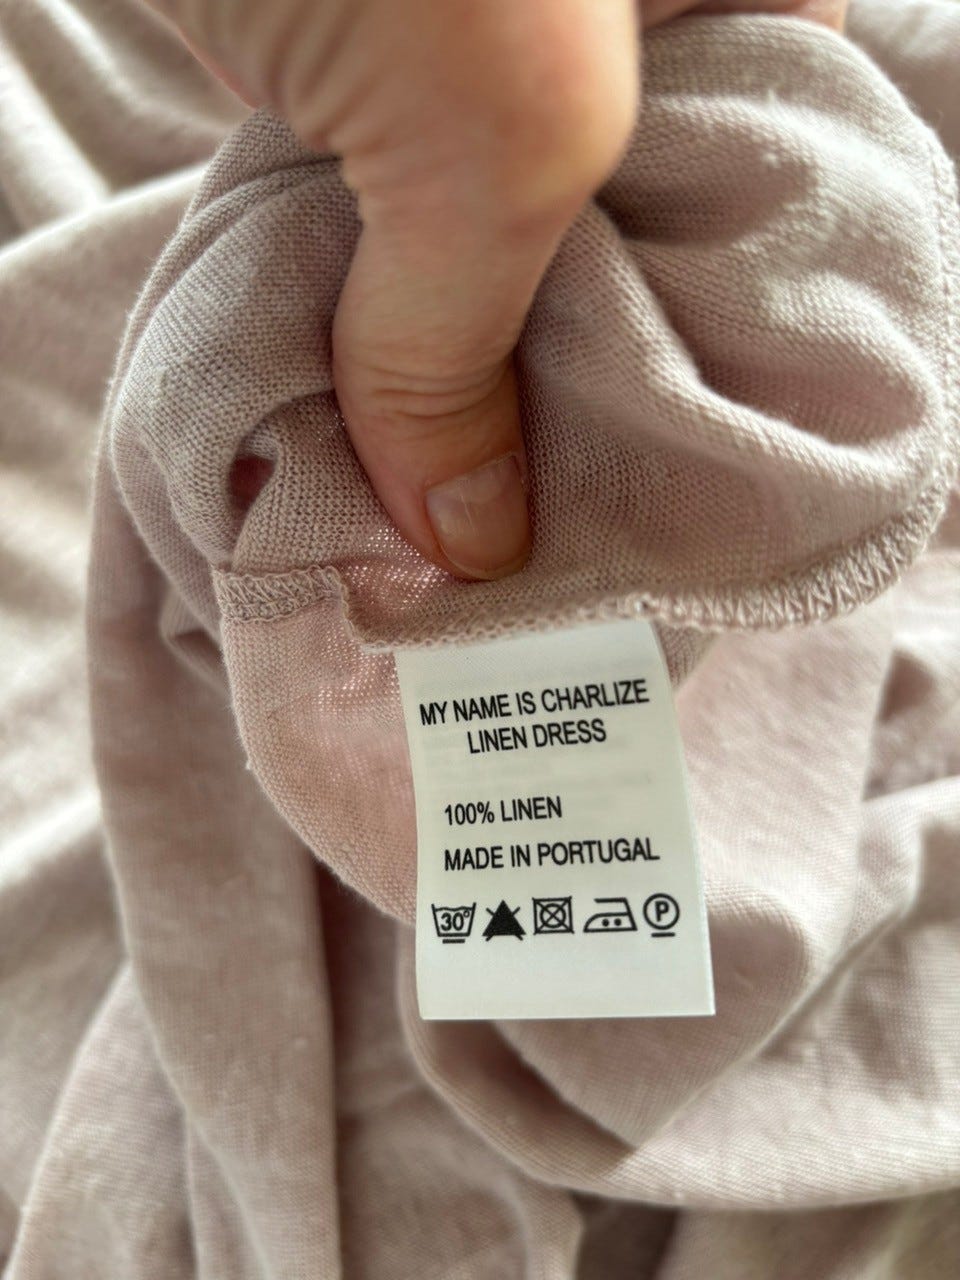 MY NAME IS CHARLIZE
LINEN DRESS
100% LINEN
MADE IN PORTUGAL
30° P